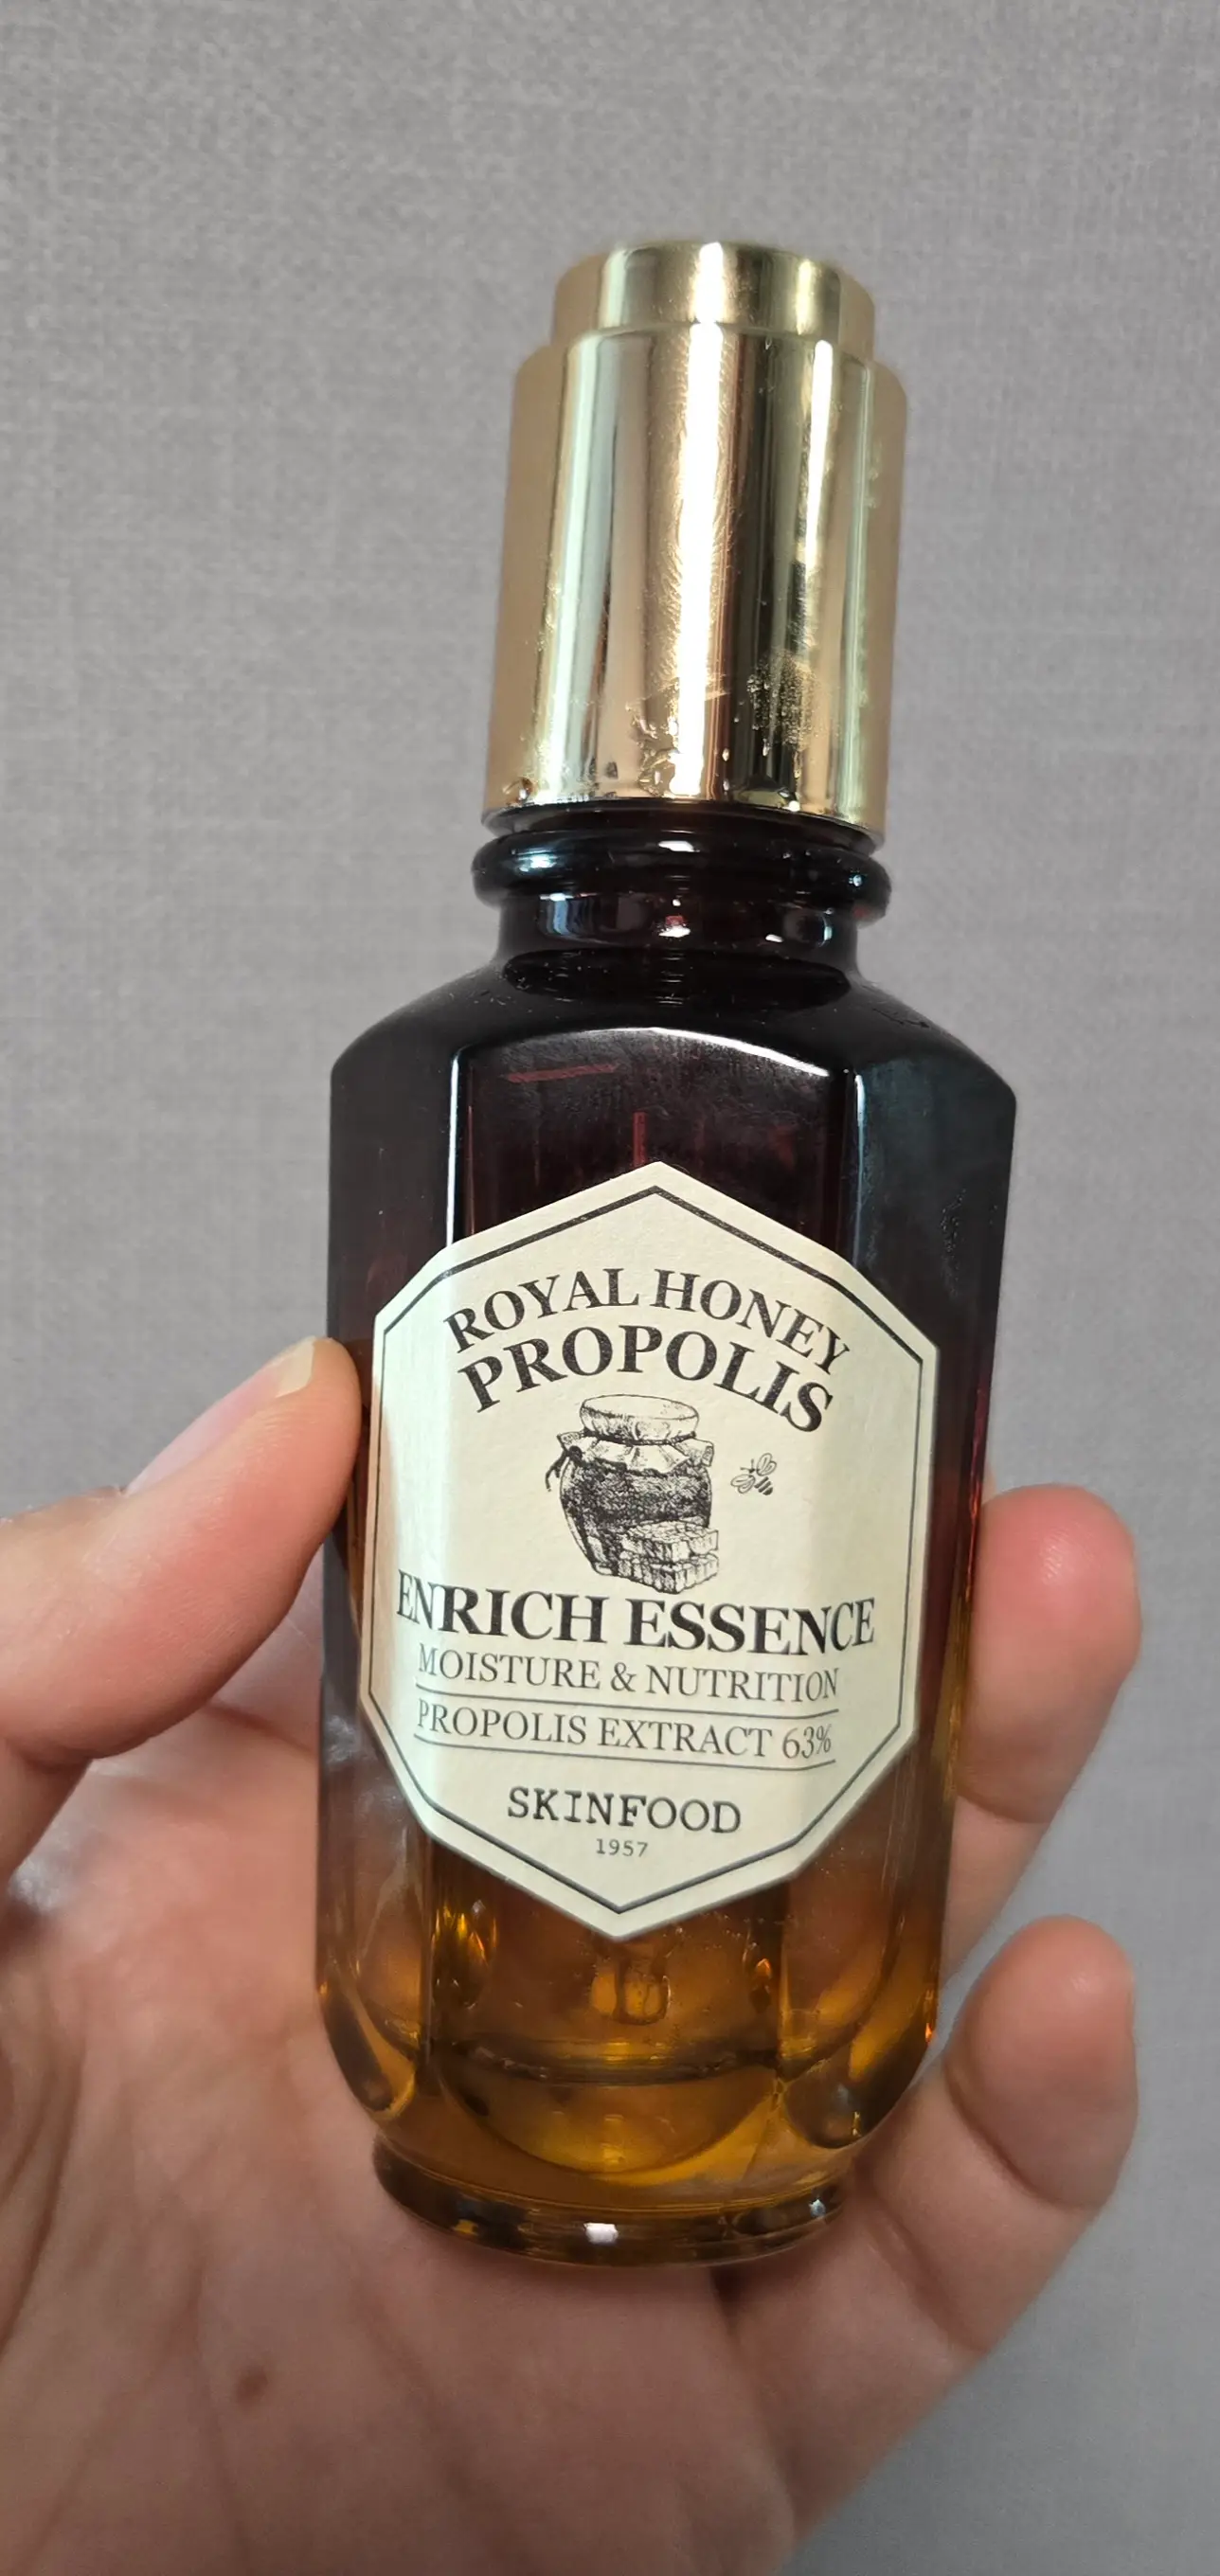 ROYAL HONEY
PROPOLIS
ENRICH ESSENCE
MOISTURE & NUTRITION
PROPOLIS EXTRACT 63%
SKINFOOD
1957